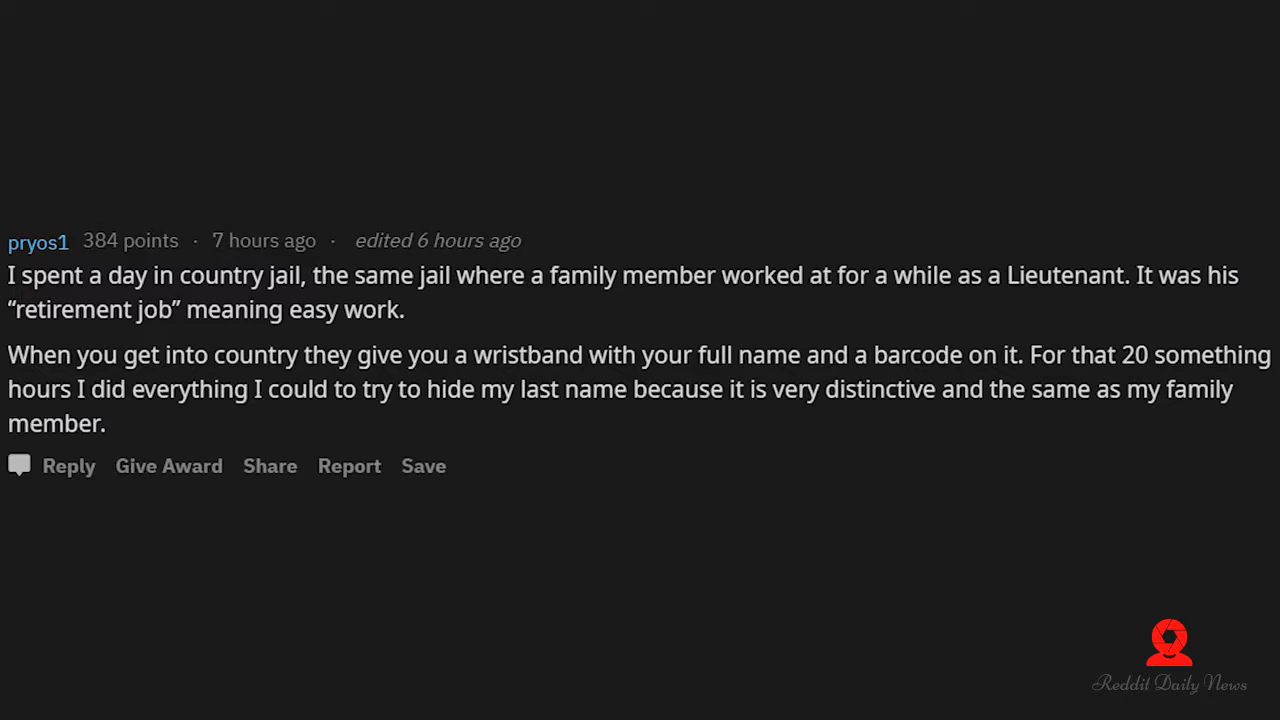 pryos1 384 points · 7 hours ago · edited 6 hours ago
I spent a day in country jail, the same jail where a family member worked at for a while as a Lieutenant. It was his
“retirement job” meaning easy work.
When you get into country they give you a wristband with your full name and a barcode on it. For that 20 something
hours I did everything I could to try to hide my last name because it is very distinctive and the same as my family
member.
Reply Give Award Share Report Save
Reddit Daily News